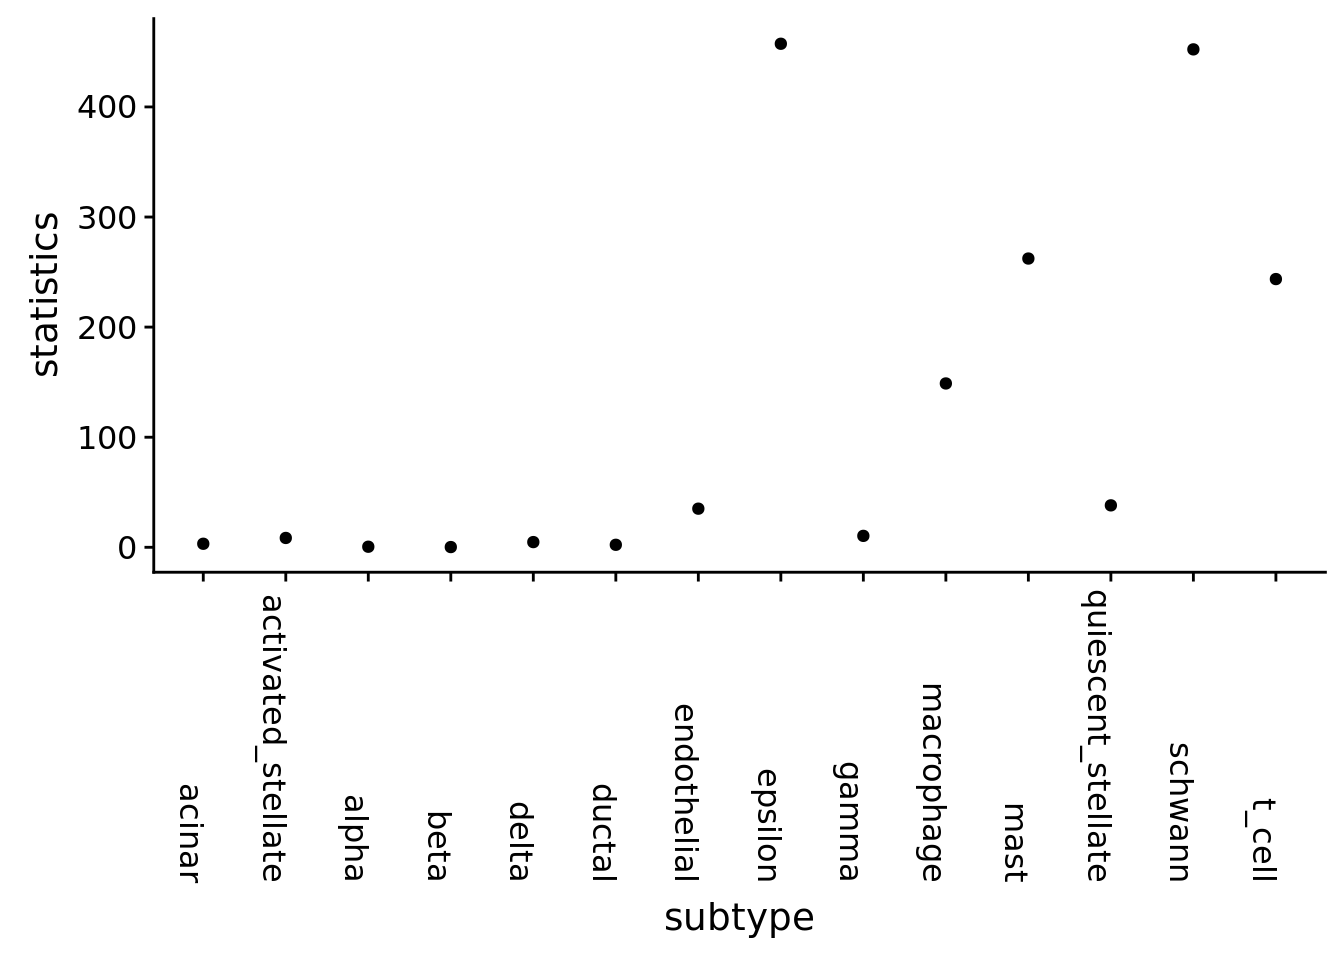 statistics
400
300
200
100
0
acinar
activated_stellate
alpha
beta
delta
ductal
endothelial
epsilon
gamma
macrophage
mast
quiescent_stellate
schwann
t_cell
subtype